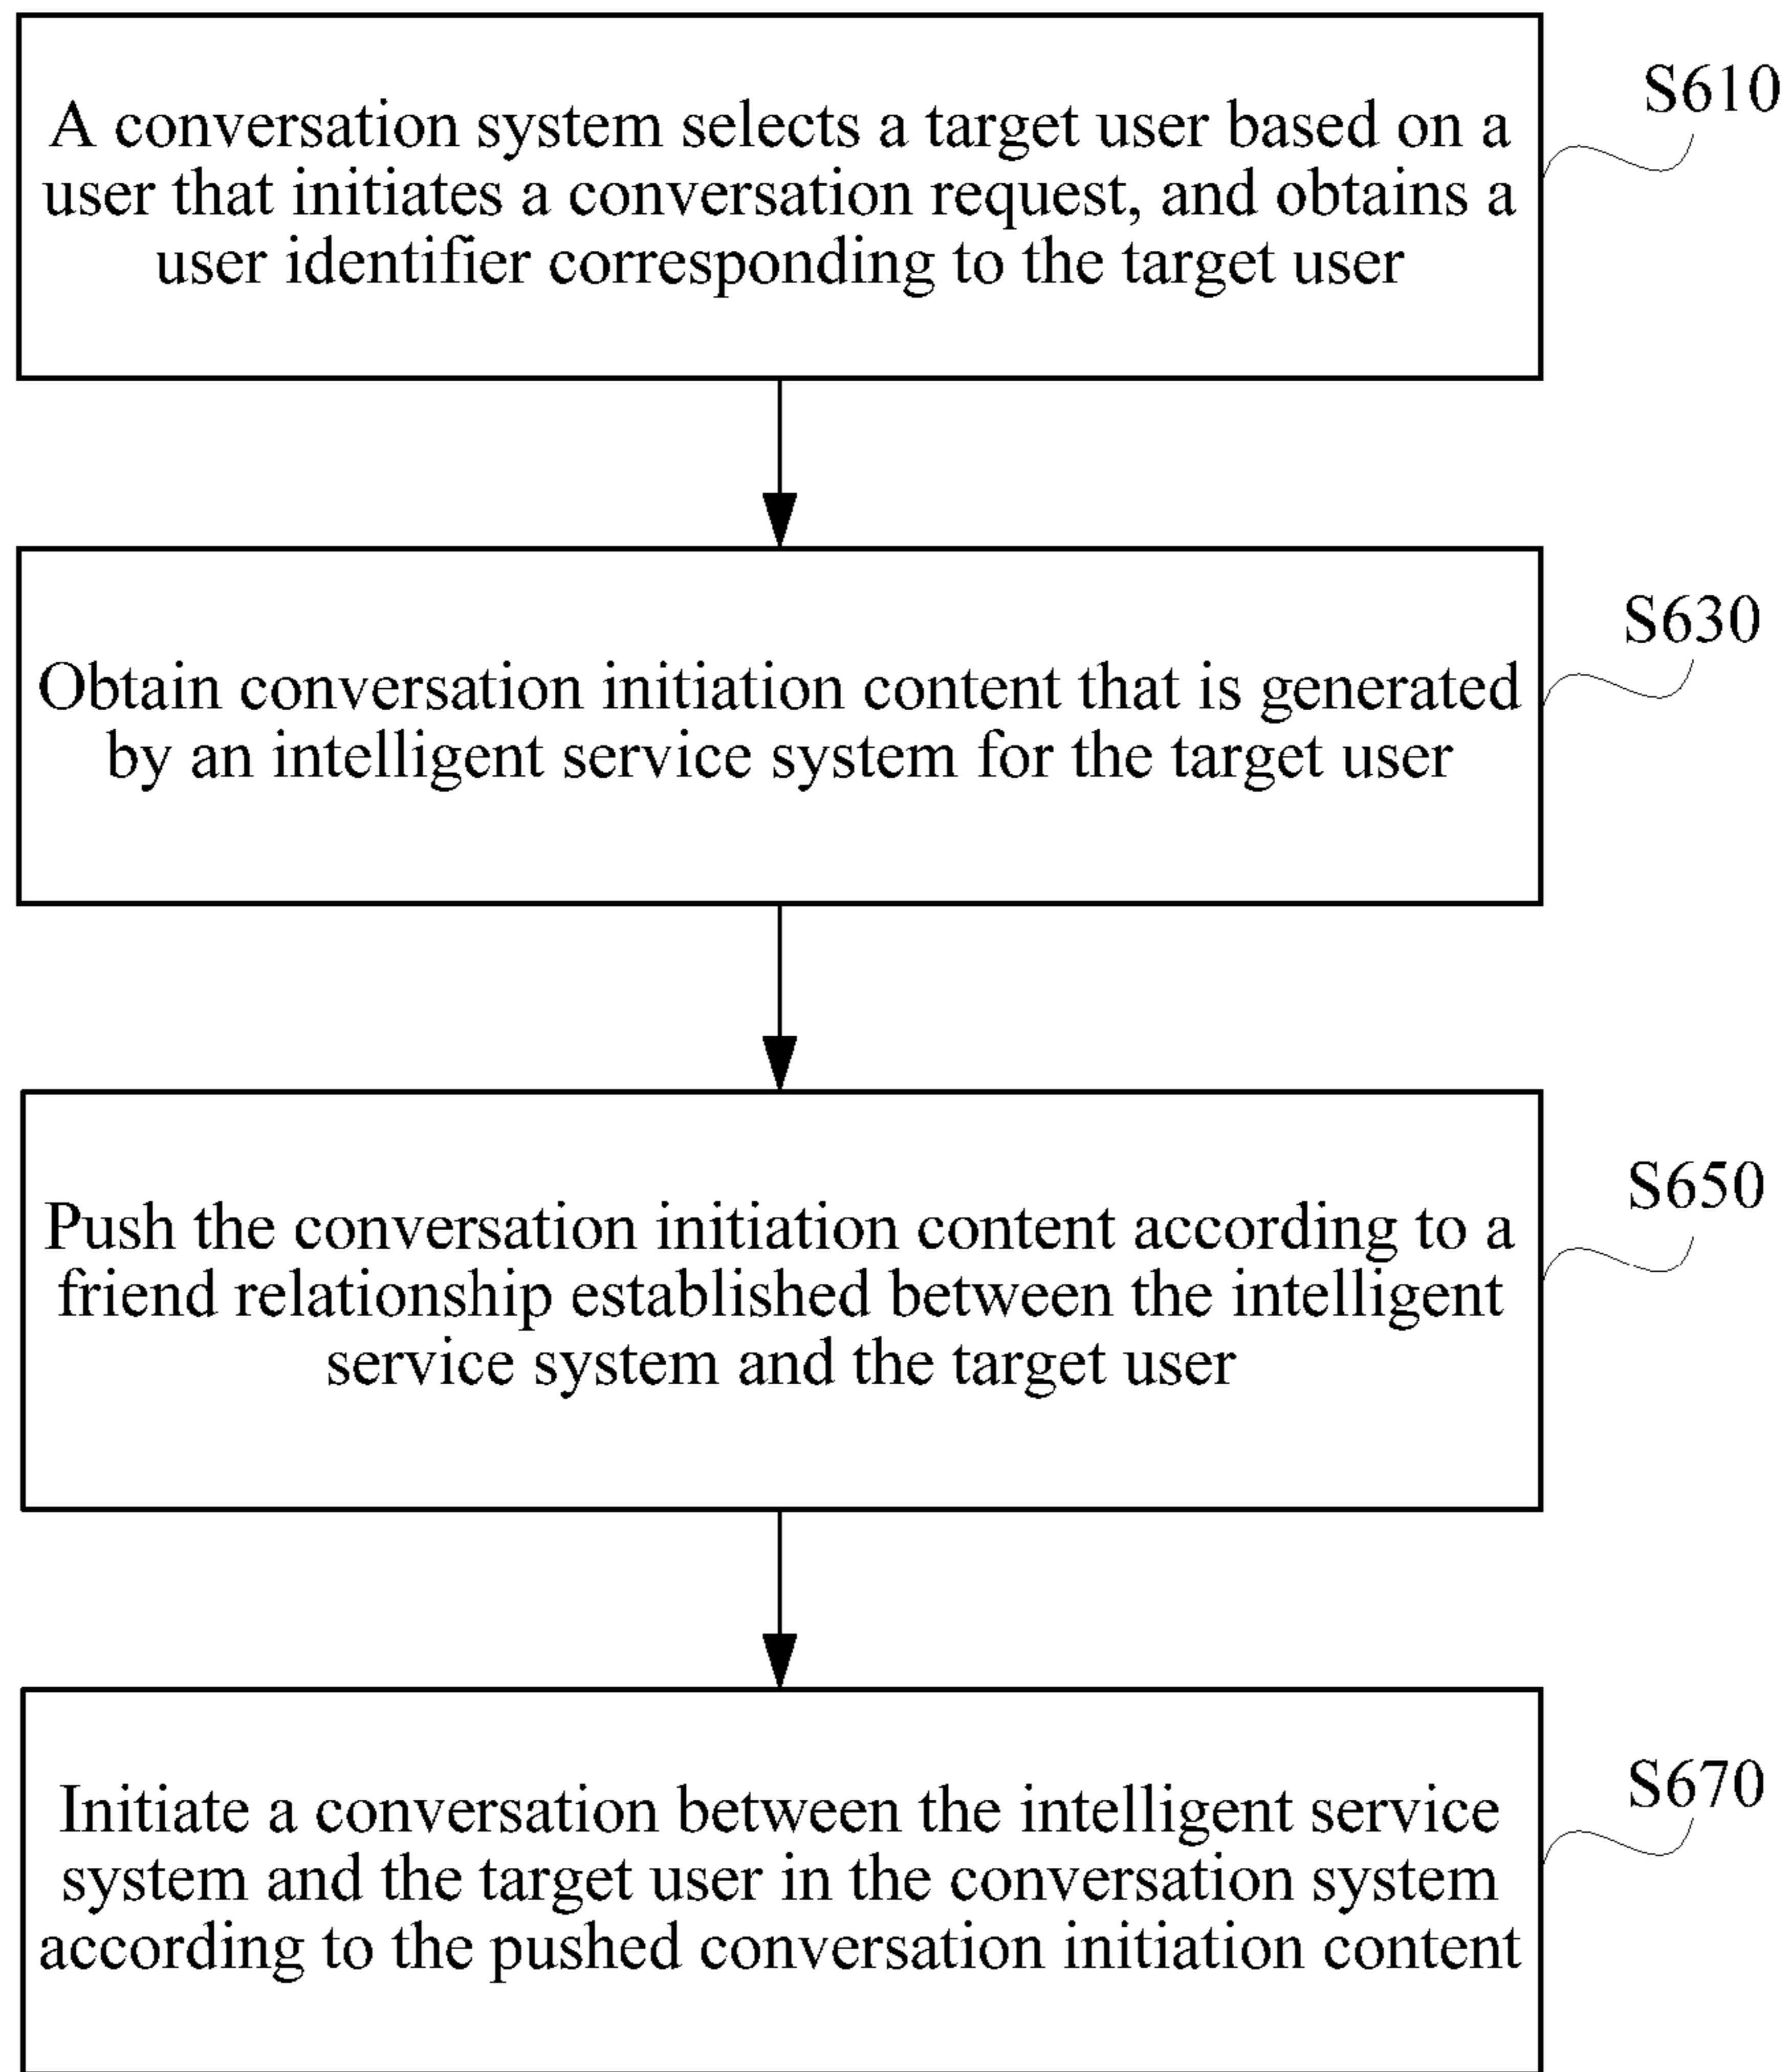 A conversation system selects a target user based on a
user that initiates a conversation request, and obtains a
user identifier corresponding to the target user
S610
Obtain conversation initiation content that is generated
by an intelligent service system for the target user
S630
Push the conversation initiation content according to a
friend relationship established between the intelligent
service system and the target user
S650
Initiate a conversation between the intelligent service
system and the target user in the conversation system
according to the pushed conversation initiation content
S670